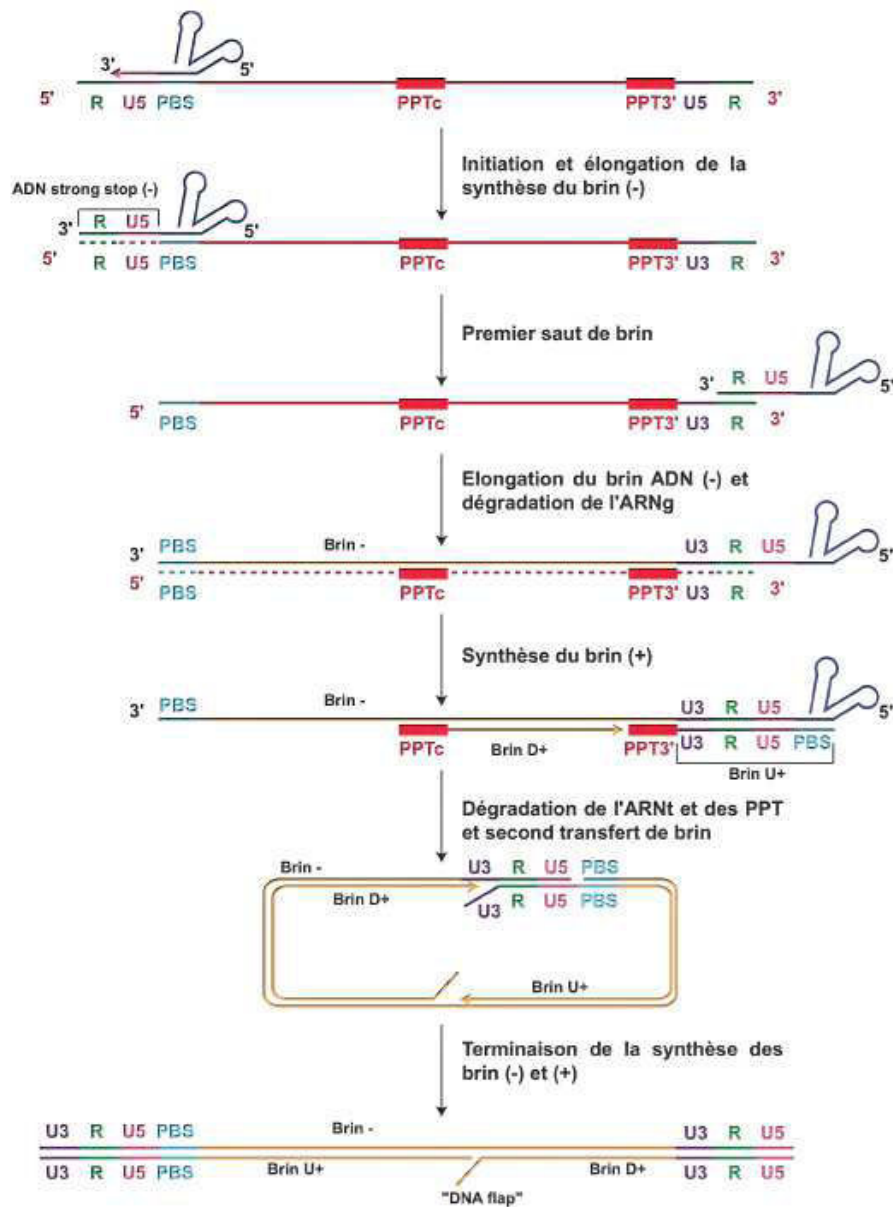 3' 5'
5' R U5 PBS PPTc PPT3' U5 R 3'
Initiation et élongation de la
synthèse du brin (-)
ADN strong stop (-)
3' R U5 5'
5' R U5 PBS PPTc PPT3' U3 R 3'
Premier saut de brin
3' R U5 5'
5' PBS PPTc PPT3' U3 R 3'
Elongation du brin ADN (-) et
dégradation de l'ARNg
3' PBS Brin - U3 R U5 5'
5' PBS PPTc PPT3' U3 R 3'
Synthèse du brin (+)
3' PBS Brin - U3 R U5 5'
PPTc Brin D+ PPT3' U3 R U5 PBS
Brin U+
Dégradation de l'ARNt et des PPT
et second transfert de brin
Brin - U3 R U5 PBS
Brin D+ U3 R U5 PBS
Brin U+
Terminaison de la synthèse des
brin (-) et (+)
U3 R U5 PBS Brin - U3 R U5
U3 R U5 PBS Brin U+ Brin D+ U3 R U5
"DNA flap"